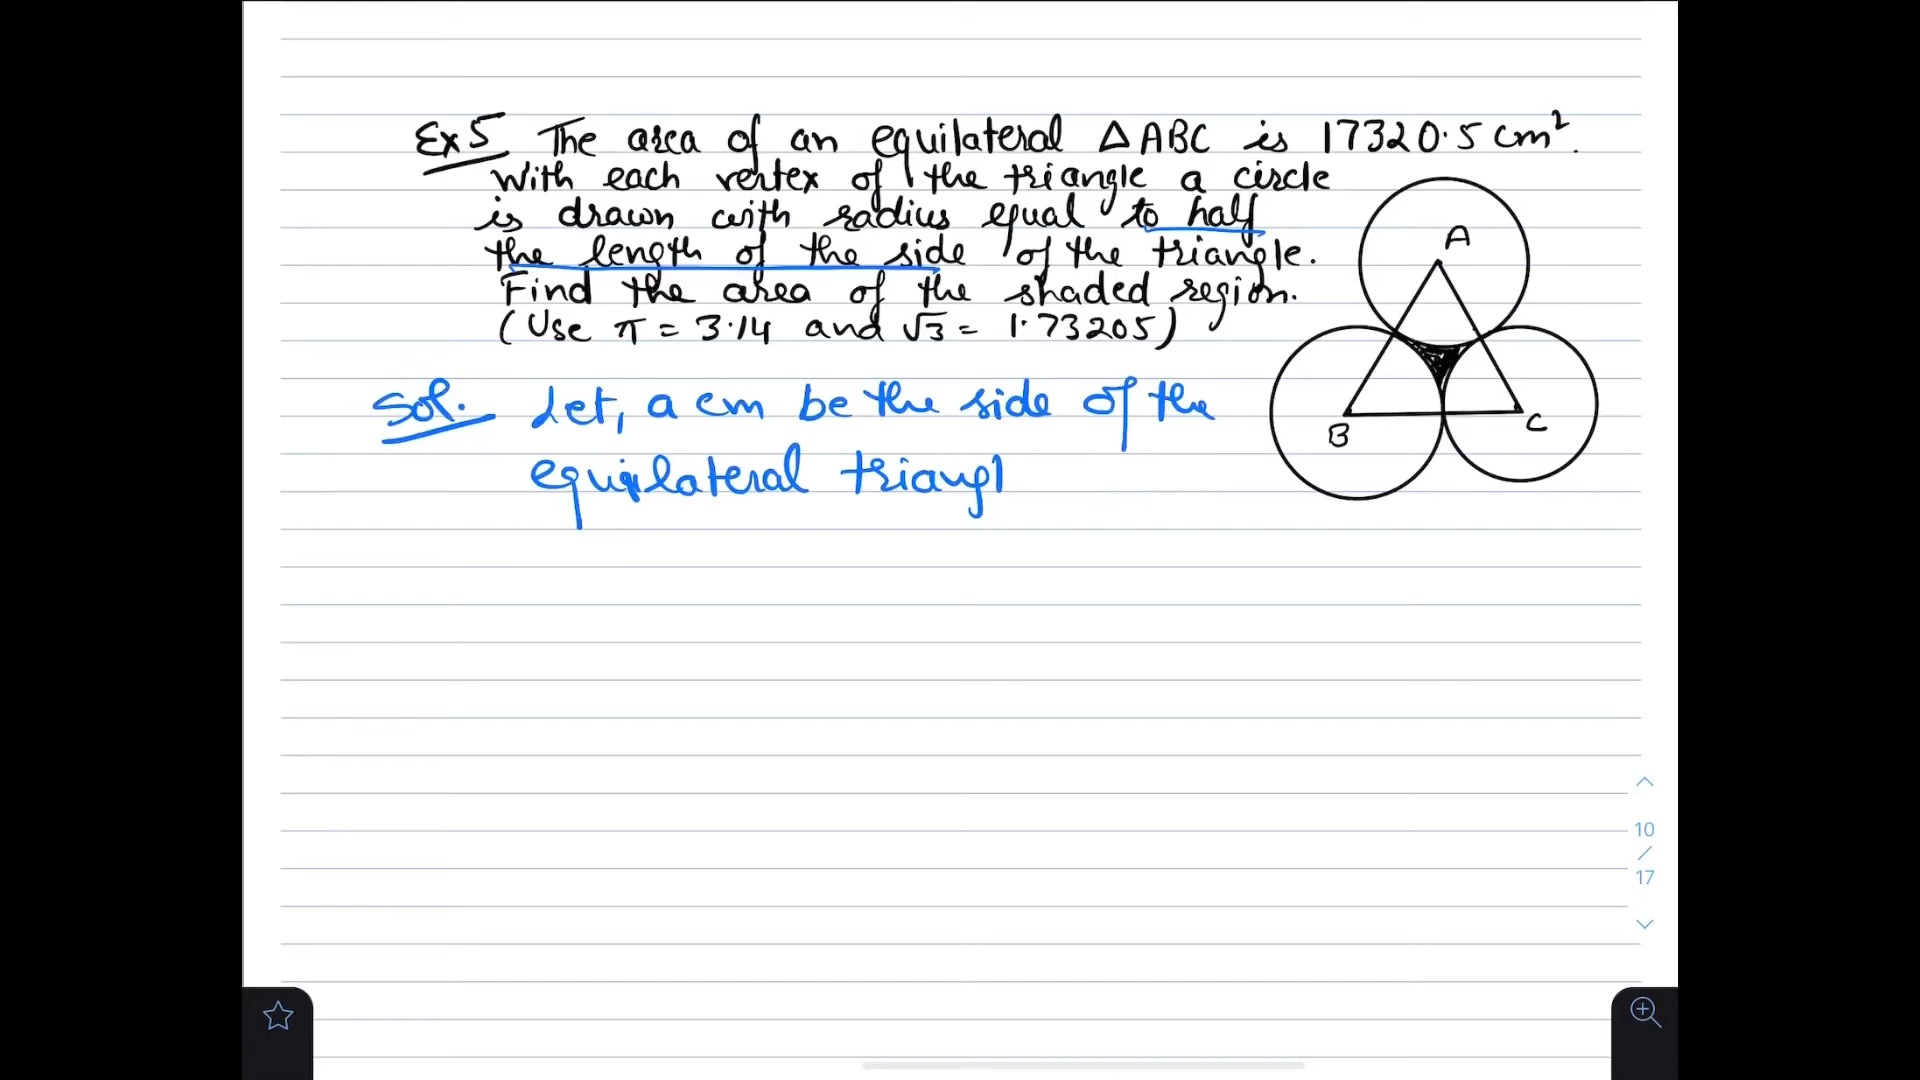 Ex 5 The area of an equilateral △ABC is 17320.5 cm².
With each vertex of the triangle a circle
is drawn with radius equal to half
the length of the side of the triangle.
Find the area of the shaded region.
(Use π = 3.14 and √3 = 1.73205)
A
B
C
Sol. Let, a cm be the side of the
equilateral triangl
10
/
17